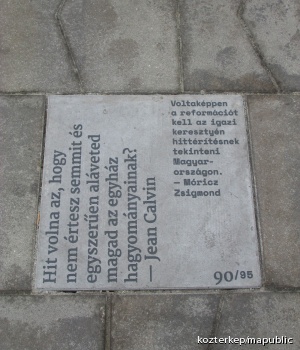 Hit volna az, hogy
nem értesz semmit és
egyszerűen aláveted
magad az egyház
hagyományainak?
— Jean Calvin
Voltaképpen
a reformációt
kell az igazi
keresztyén
hittérítésnek
tekinteni
Magyar-
országon.
— Móricz
Zsigmond
90/95
kozterkep/mapublic